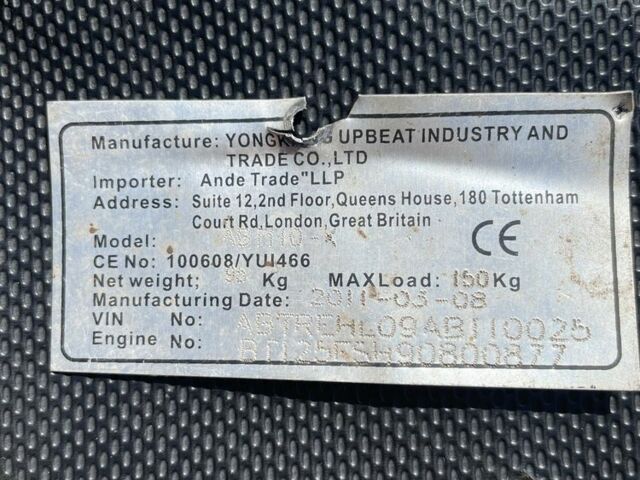 Manufacture: UPBEAT INDUSTRY AND
TRADE CO.,LTD
Importer: Ande Trade"LLP
Address: Suite 12,2nd Floor,Queens House,180 Tottenham
Court Rd,London,Great Britain
Model:
CE
CE No: 100608/YUI466
Net weight; Kg MAXLoad: 150Kg
Manufacturing Date: 2011-03-08
VIN No: ABTREHL09AB110025
Engine No: BT125FSH90800877